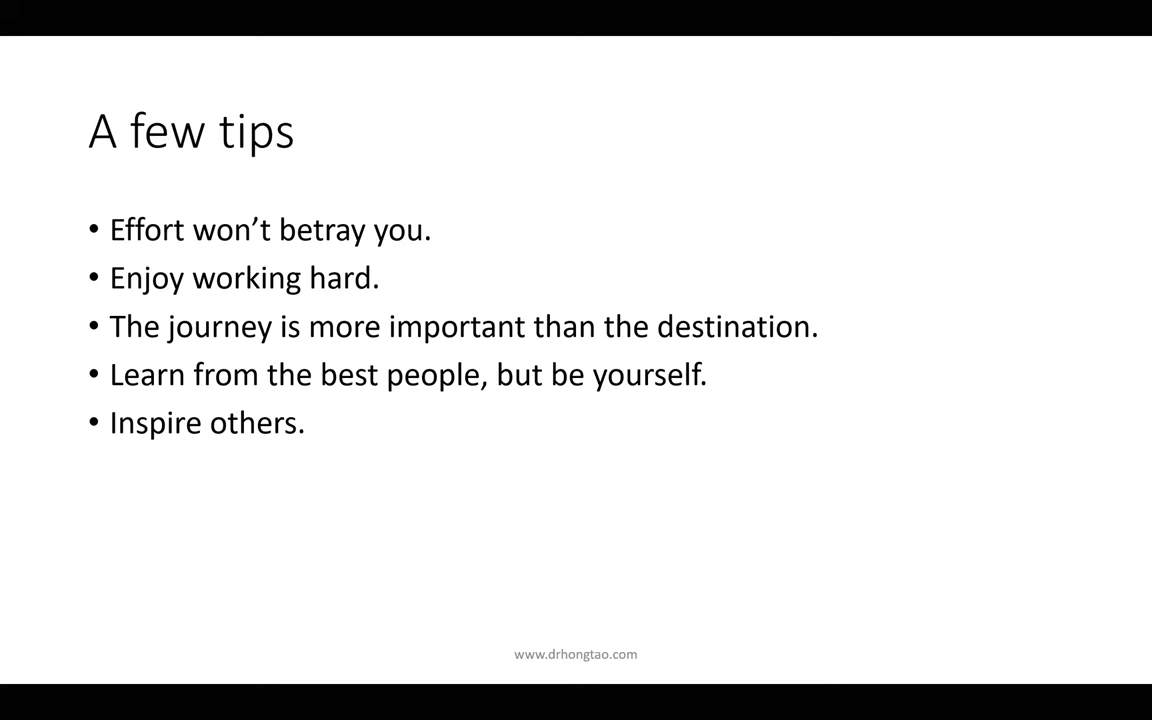 A few tips
• Effort won’t betray you.
• Enjoy working hard.
• The journey is more important than the destination.
• Learn from the best people, but be yourself.
• Inspire others.
www.drhongtao.com